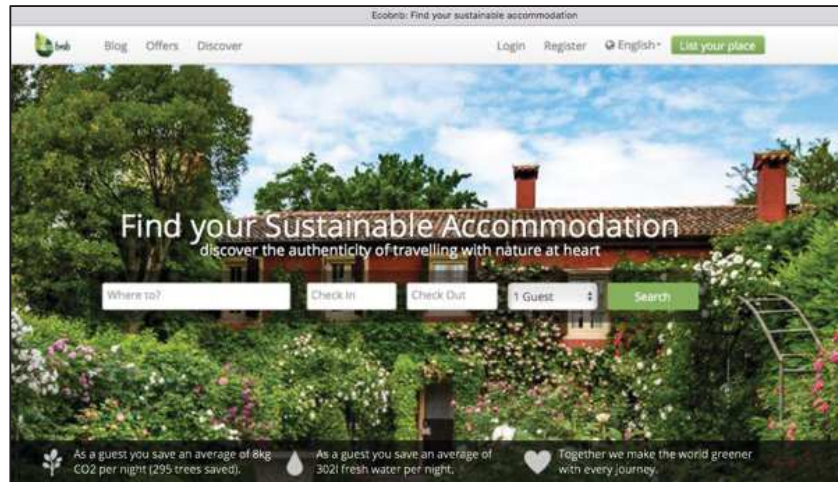 Ecobnb: Find your sustainable accommodation
bnb Blog Offers Discover Login Register English List your place
Find your Sustainable Accommodation
discover the authenticity of travelling with nature at heart
Where to? Check In Check Out 1 Guest Search
As a guest you save an average of 8kg
CO2 per night (295 trees saved).
As a guest you save an average of
302l fresh water per night.
Together we make the world greener
with every journey.